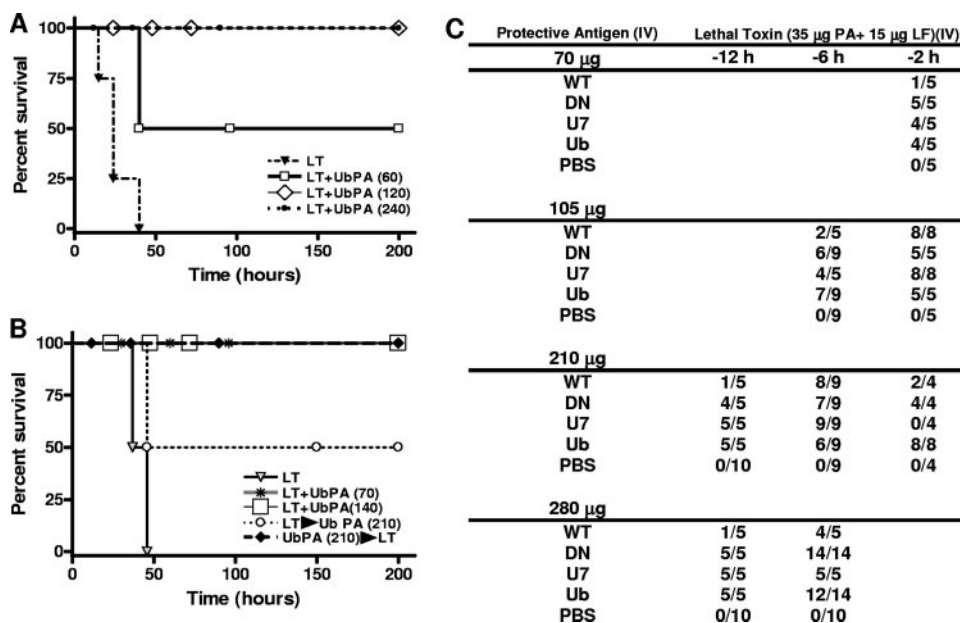 A
100
75
50
25
0
Percent survival
LT
LT+UbPA (60)
LT+UbPA (120)
LT+UbPA (240)
0 50 100 150 200
Time (hours)
B
100
75
50
25
0
Percent survival
LT
LT+UbPA (70)
LT+UbPA(140)
LT►Ub PA (210)
UbPA (210)►LT
0 50 100 150 200
Time (hours)
C
Protective Antigen (IV) Lethal Toxin (35 µg PA+ 15 µg LF)(IV)
70 µg -12 h -6 h -2 h
WT 1/5
DN 5/5
U7 4/5
Ub 4/5
PBS 0/5
105 µg
WT 2/5 8/8
DN 6/9 5/5
U7 4/5 8/8
Ub 7/9 5/5
PBS 0/9 0/5
210 µg
WT 1/5 8/9 2/4
DN 4/5 7/9 4/4
U7 5/5 9/9 0/4
Ub 5/5 6/9 8/8
PBS 0/10 0/9 0/4
280 µg
WT 1/5 4/5
DN 5/5 14/14
U7 5/5 5/5
Ub 5/5 12/14
PBS 0/10 0/10